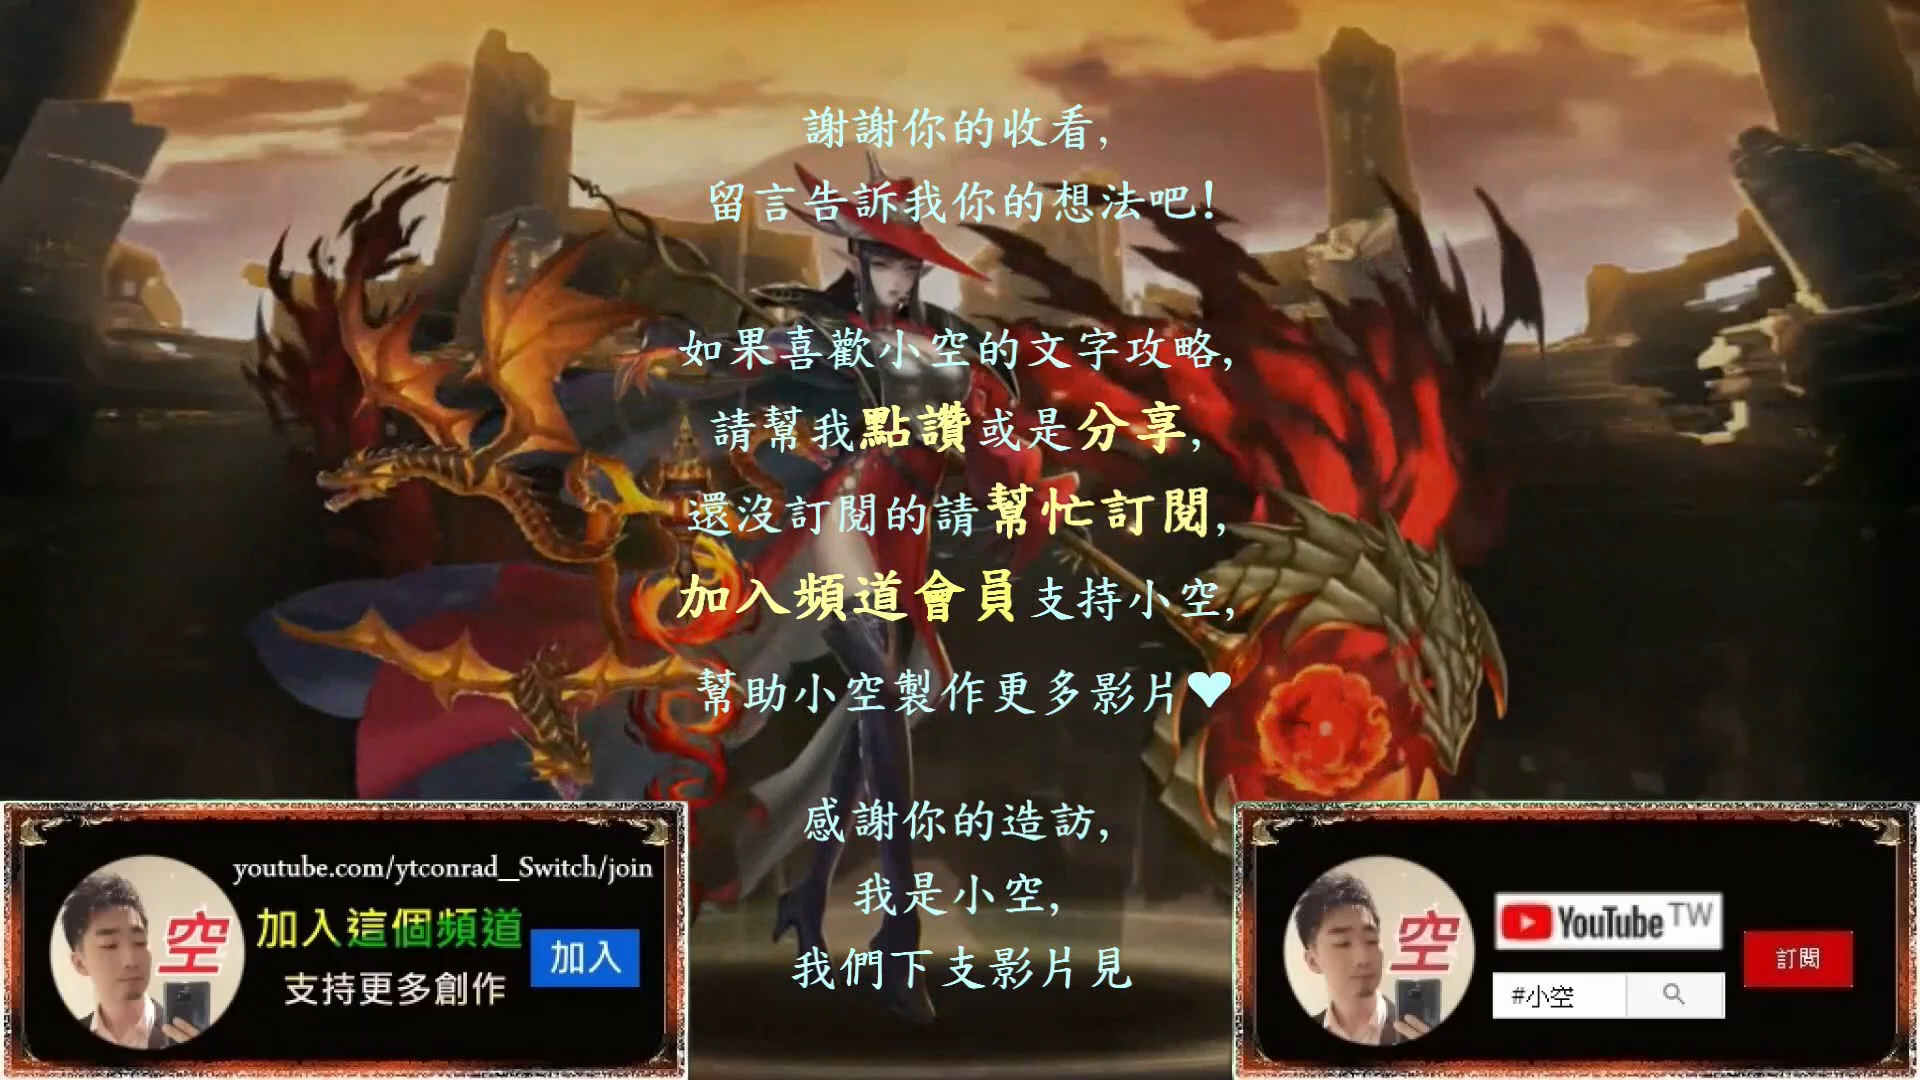 謝謝你的收看,
留言告訴我你的想法吧!
如果喜歡小空的文字攻略,
請幫我點讚或是分享,
還沒訂閱的請幫忙訂閱,
加入頻道會員支持小空,
幫助小空製作更多影片❤
感謝你的造訪,
我是小空,
我們下支影片見
youtube.com/ytconrad_Switch/join
空
加入這個頻道
加入
支持更多創作
空
YouTube TW
訂閱
#小空